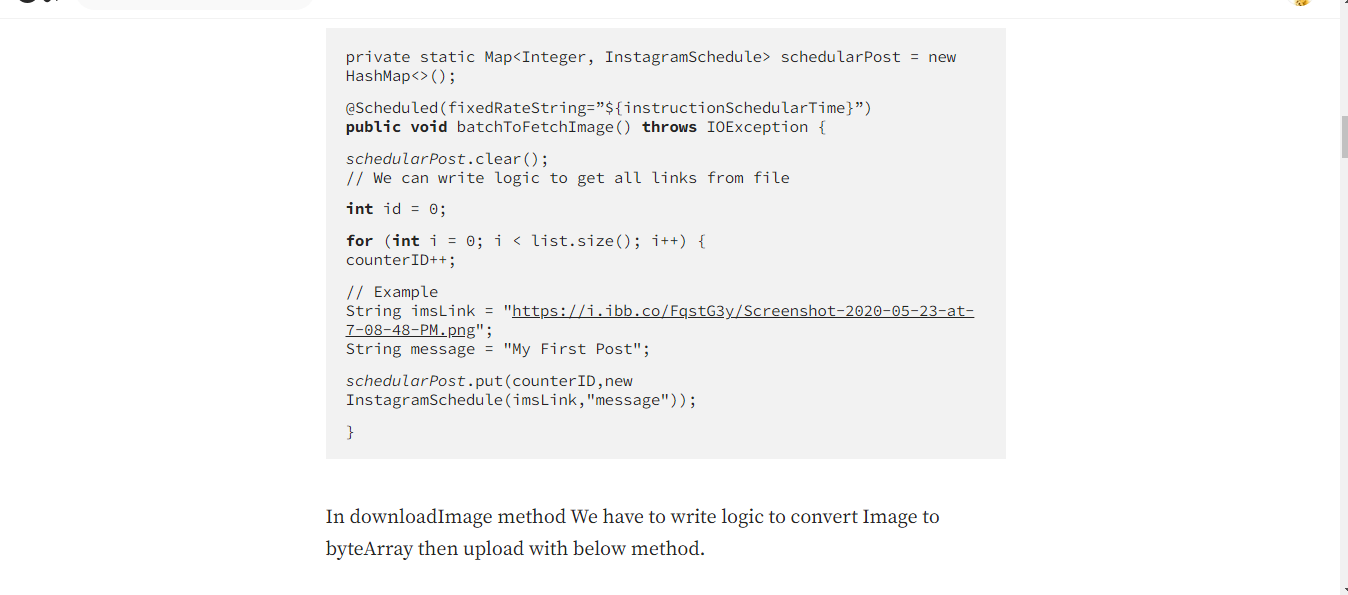 private static Map<Integer, InstagramSchedule> schedularPost = new
HashMap<>();
@Scheduled(fixedRateString=”${instructionSchedularTime}”)
public void batchToFetchImage() throws IOException {
schedularPost.clear();
// We can write logic to get all links from file
int id = 0;
for (int i = 0; i < list.size(); i++) {
counterID++;
// Example
String imsLink = "https://i.ibb.co/FqstG3y/Screenshot-2020-05-23-at-
7-08-48-PM.png";
String message = "My First Post";
schedularPost.put(counterID,new
InstagramSchedule(imsLink,"message"));
}
In downloadImage method We have to write logic to convert Image to
byteArray then upload with below method.